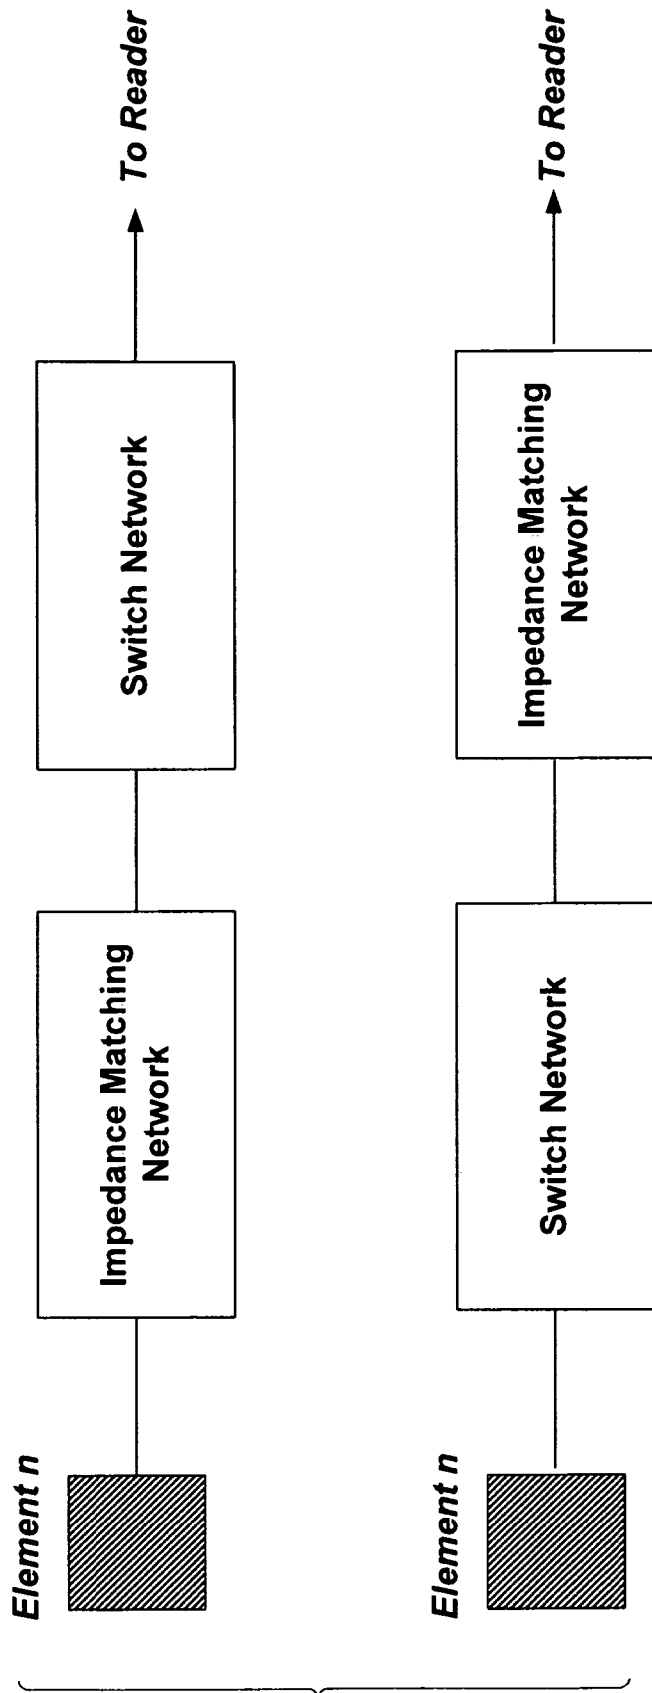 Element n
Impedance Matching
Network
Switch Network
To Reader
Element n
Switch Network
Impedance Matching
Network
To Reader